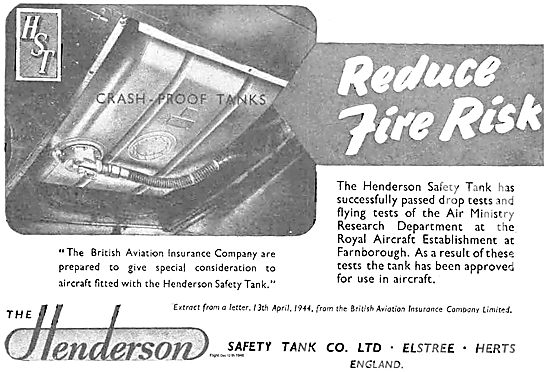 HST
CRASH-PROOF TANKS
Reduce
Fire Risk
The Henderson Safety Tank has
successfully passed drop tests and
flying tests of the Air Ministry
Research Department at the
Royal Aircraft Establishment at
Farnborough. As a result of these
tests the tank has been approved
for use in aircraft.
"The British Aviation Insurance Company are
prepared to give special consideration to
aircraft fitted with the Henderson Safety Tank."
Extract from a letter, 13th April, 1944, from the British Aviation Insurance Company Limited.
THE
Henderson
SAFETY TANK CO. LTD · ELSTREE · HERTS
ENGLAND.